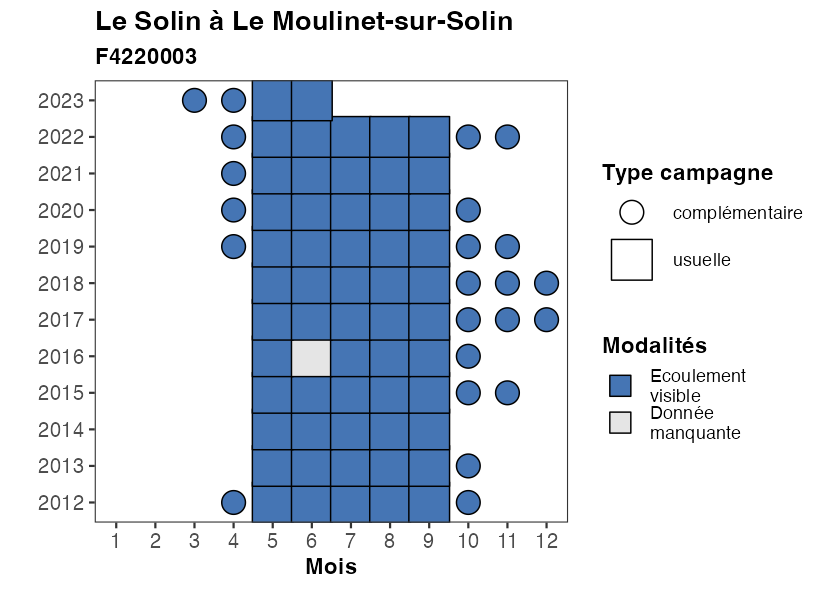 Le Solin à Le Moulinet-sur-Solin
F4220003
2023
2022
2021
2020
2019
2018
2017
2016
2015
2014
2013
2012
1 2 3 4 5 6 7 8 9 10 11 12
Mois
Type campagne
complémentaire
usuelle
Modalités
Ecoulement
visible
Donnée
manquante